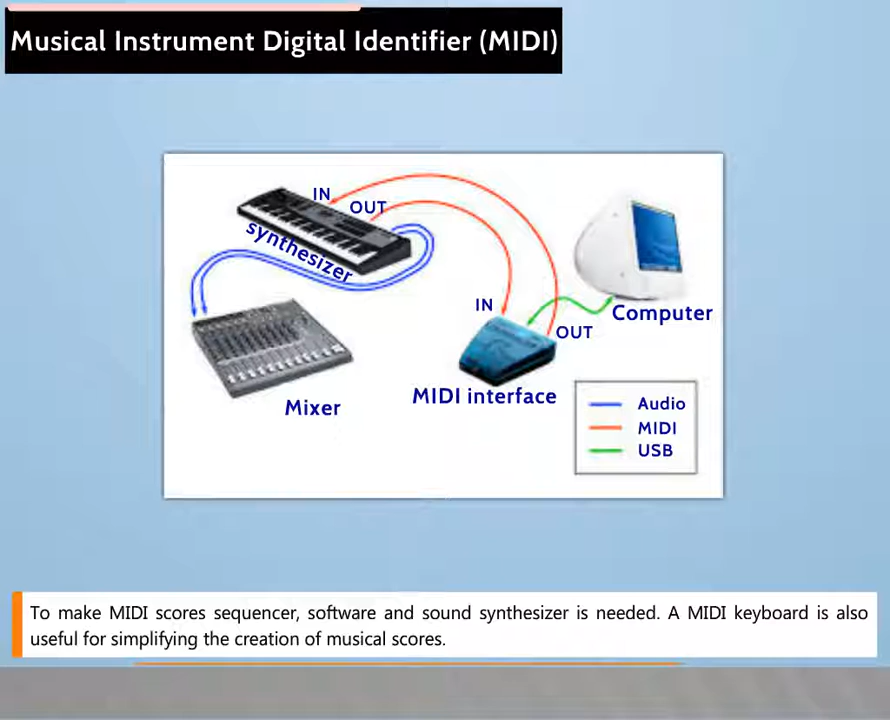 Musical Instrument Digital Identifier (MIDI)
IN
OUT
synthesizer
IN
OUT
Computer
MIDI interface
Mixer
Audio
MIDI
USB
To make MIDI scores sequencer, software and sound synthesizer is needed. A MIDI keyboard is also
useful for simplifying the creation of musical scores.